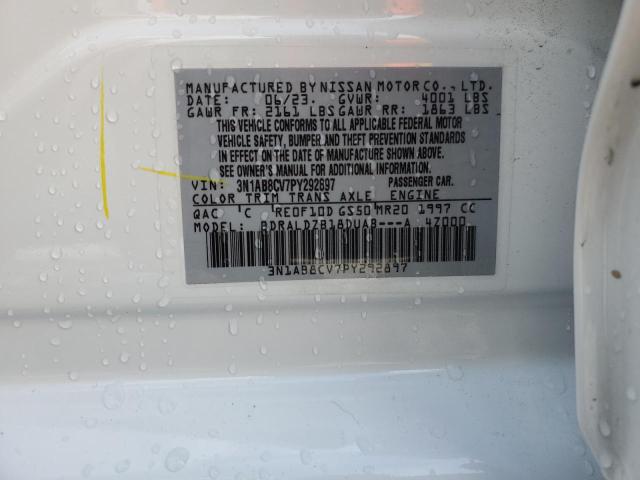 MANUFACTURED BY NISSAN MOTOR CO., LTD.
DATE: 06/23. GVWR: 4001 LBS
GAWR FR: 2161 LBS GAWR RR: 1863 LBS
THIS VEHICLE CONFORMS TO ALL APPLICABLE FEDERAL MOTOR
VEHICLE SAFETY, BUMPER AND THEFT PREVENTION STANDARDS
IN EFFECT ON THE DATE OF MANUFACTURE SHOWN ABOVE.
SEE OWNER'S MANUAL FOR ADDITIONAL INFORMATION.
VIN: 3N1AB8CV7PY292897 PASSENGER CAR.
COLOR TRIM TRANS AXLE ENGINE
QAC C RE0F10D GS50 MR20 1997 CC
MODEL: BDRALDZB18DUAB---A 47000
3N1AB8CV7PY292897